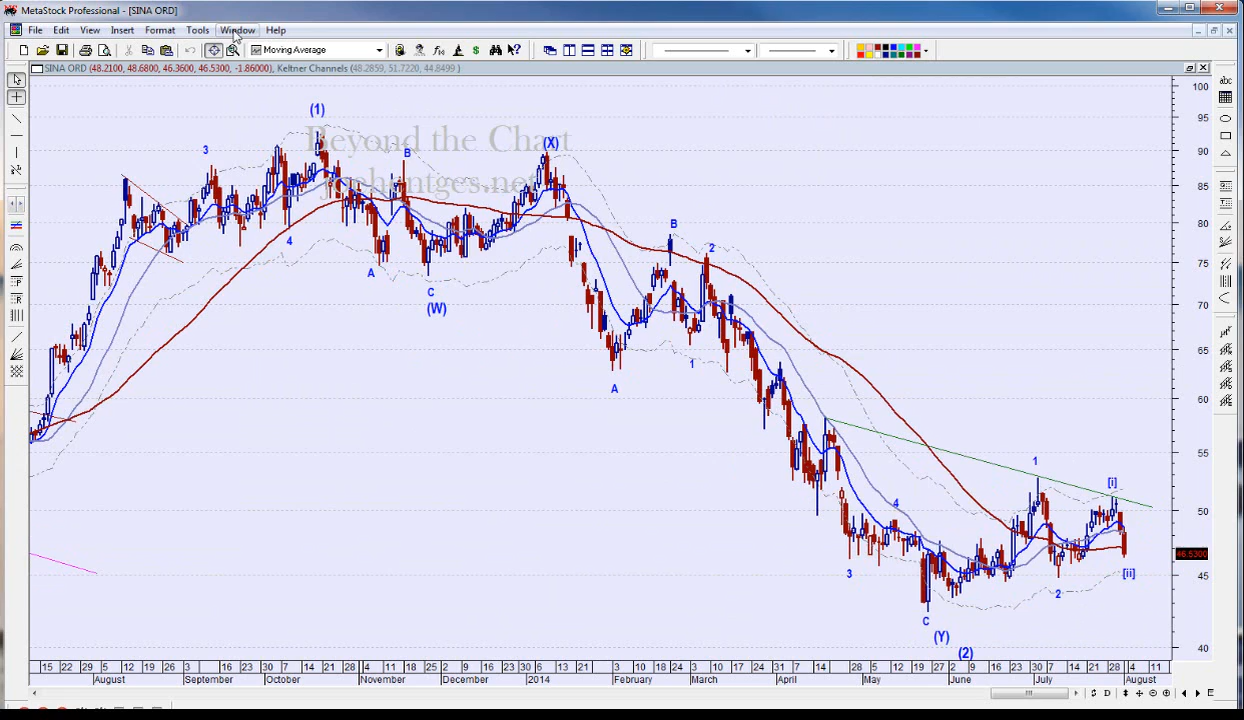 MetaStock Professional - [SINA ORD]
File Edit View Insert Format Tools Window Help
Moving Average
SINA ORD (48.2100, 48.6800, 46.3600, 46.5300, -1.86000), Keltner Channels (48.2859, 51.7220, 44.8499 )
abc
100
(1)
Beyond the Chart
95
3
B
(X)
90
85
80
B
4
2
A
75
C
(W)
70
1
65
A
60
55
1
[i]
4
50
46.5300
3
[ii]
45
2
C
(Y)
(2)
40
15 22 29 5 12 19 26 3 16 23 30 7 14 21 28 4 11 18 25 2 9 16 23 30 6 13 21 3 10 18 24 3 10 17 24 31 7 14 28 5 12 19 27 2 9 16 23 30 7 14 21 28 4 11
August September October November December 2014 February March April May June July August
D E